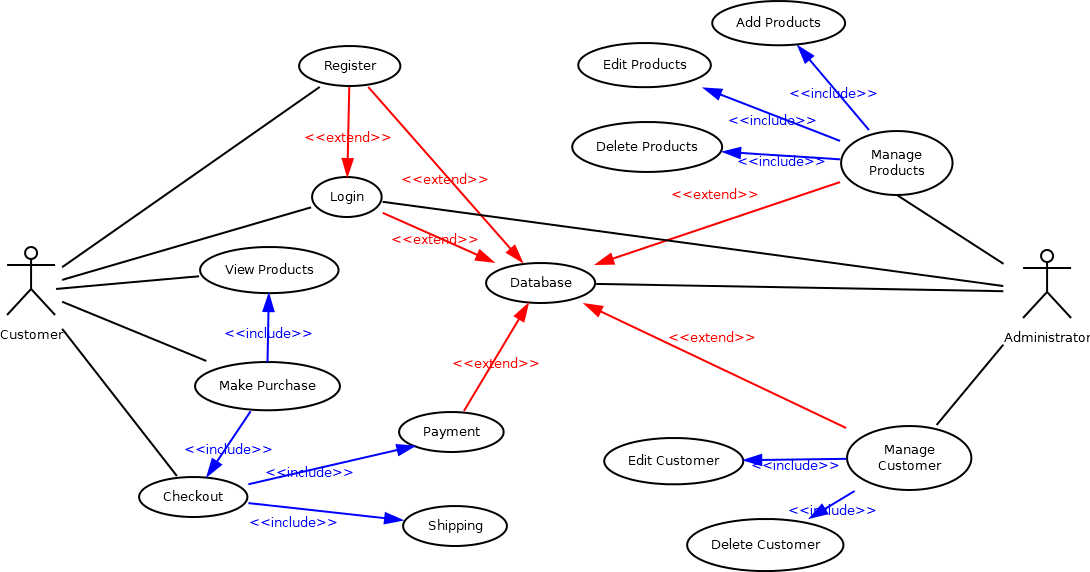 Add Products
Edit Products
Register
<<include>>
<<include>>
<<extend>>
Delete Products
Manage
Products
<<include>>
<<extend>>
Login
<<extend>>
<<extend>>
View Products
Database
Customer
<<include>>
Administrator
<<extend>>
<<extend>>
Make Purchase
Payment
<<include>>
Manage
Customer
Edit Customer
<<include>>
<<include>>
Checkout
<<include>>
<<include>>
Shipping
Delete Customer